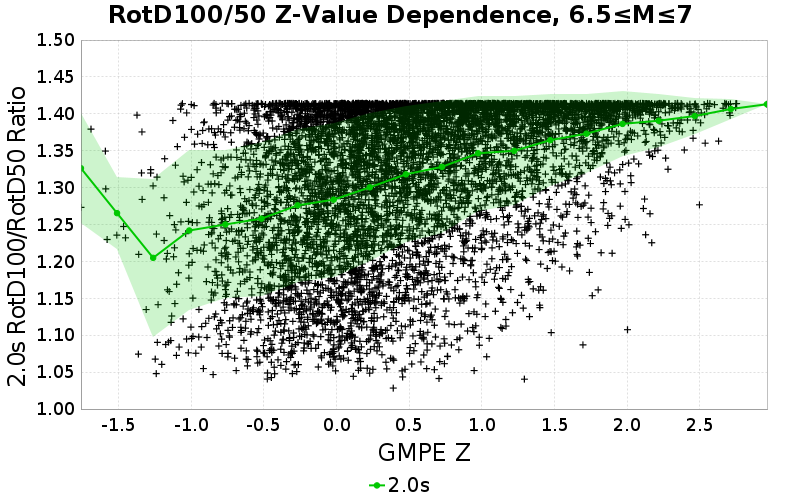 RotD100/50 Z-Value Dependence, 6.5≤M≤7
1.50
1.45
1.40
1.35
1.30
1.25
1.20
1.15
1.10
1.05
1.00
2.0s RotD100/RotD50 Ratio
-1.5 -1.0 -0.5 0.0 0.5 1.0 1.5 2.0 2.5
GMPE Z
2.0s